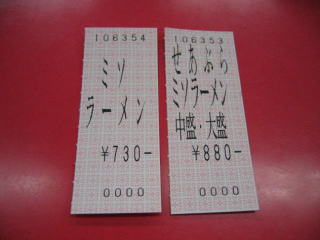 106354
ミソ
ラーメン
¥730-
0000
106353
せあぶら
ミソラーメン
中盛・大盛
¥880-
0000